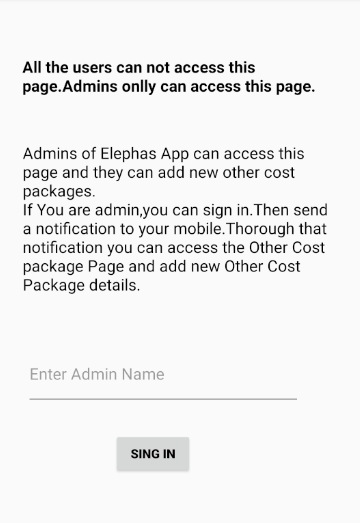 All the users can not access this
page.Admins onlly can access this page.
Admins of Elephas App can access this
page and they can add new other cost
packages.
If You are admin,you can sign in.Then send
a notification to your mobile.Thorough that
notification you can access the Other Cost
package Page and add new Other Cost
Package details.
Enter Admin Name
SING IN